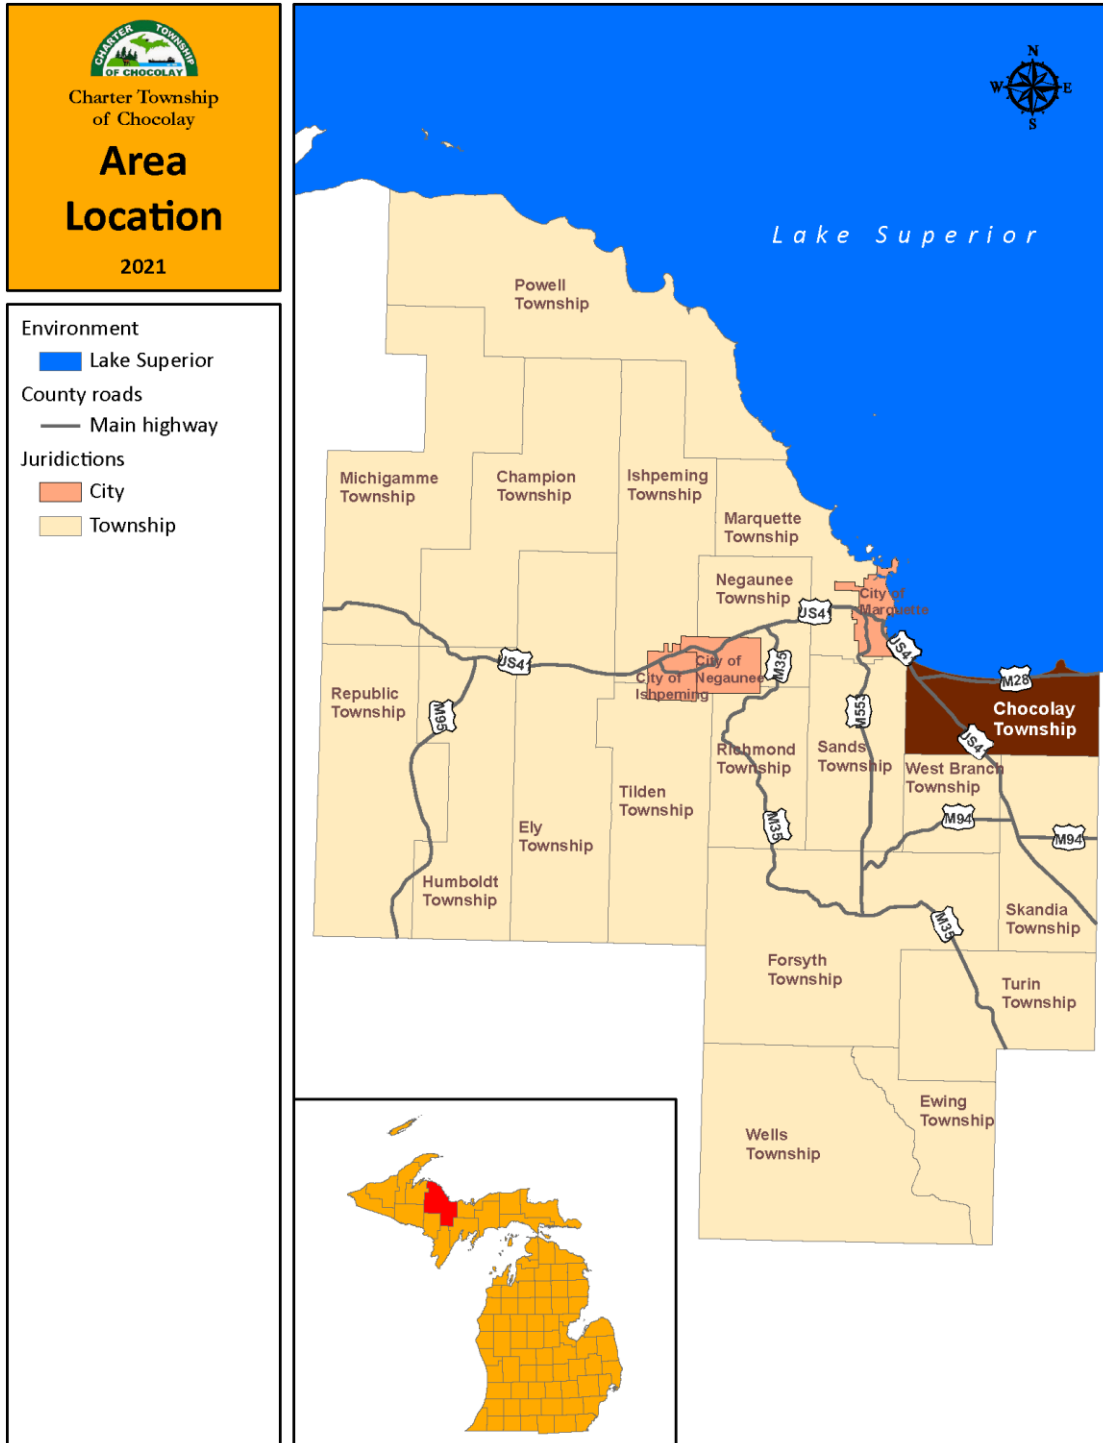 CHARTER TOWNSHIP
OF CHOCOLAY
Charter Township
of Chocolay
Area
Location
2021
Environment
Lake Superior
County roads
Main highway
Juridictions
City
Township
N
W
E
S
Lake Superior
Powell
Township
Michigamme
Township
Champion
Township
Ishpeming
Township
Marquette
Township
Negaunee
Township
City of
Marquette
US41
US41
US41
City of
Negaunee
City of
Ishpeming
M35
M28
Republic
Township
M95
M553
Chocolay
Township
US41
Richmond
Township
Sands
Township
West Branch
Township
Tilden
Township
Ely
Township
M35
M94
M94
Humboldt
Township
Skandia
Township
M35
Forsyth
Township
Turin
Township
Ewing
Township
Wells
Township